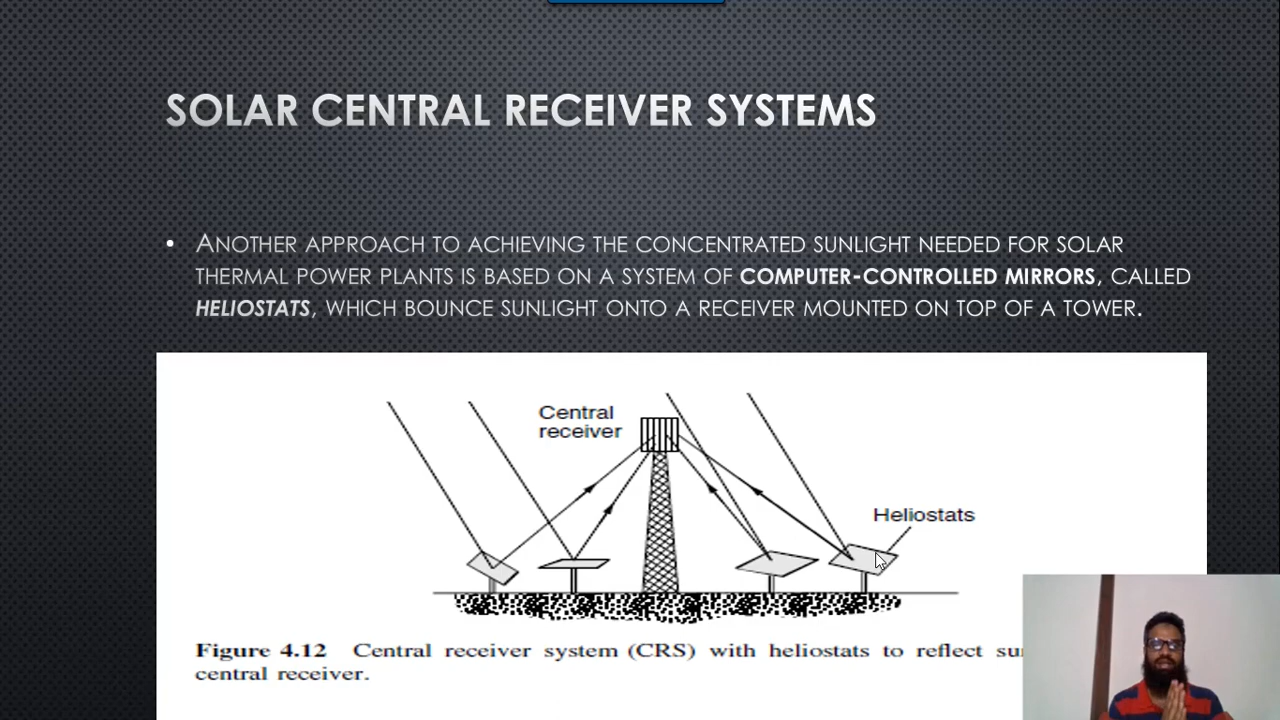 SOLAR CENTRAL RECEIVER SYSTEMS
• ANOTHER APPROACH TO ACHIEVING THE CONCENTRATED SUNLIGHT NEEDED FOR SOLAR
THERMAL POWER PLANTS IS BASED ON A SYSTEM OF COMPUTER-CONTROLLED MIRRORS, CALLED
HELIOSTATS, WHICH BOUNCE SUNLIGHT ONTO A RECEIVER MOUNTED ON TOP OF A TOWER.
Central
receiver
Heliostats
Figure 4.12 Central receiver system (CRS) with heliostats to reflect
central receiver.